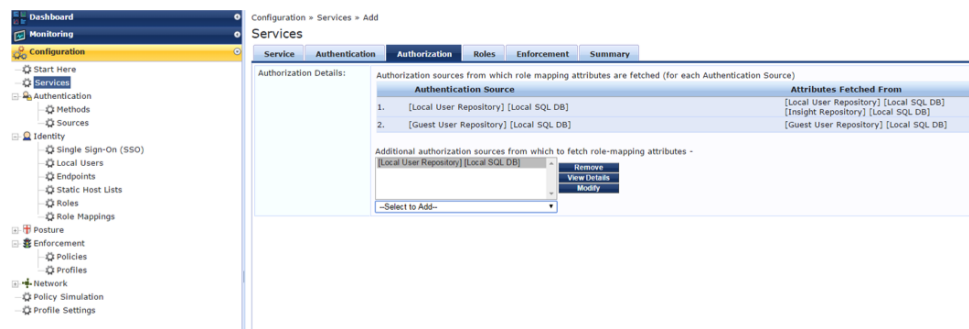 Dashboard
Monitoring
Configuration
Start Here
Services
Authentication
Methods
Sources
Identity
Single Sign-On (SSO)
Local Users
Endpoints
Static Host Lists
Roles
Role Mappings
Posture
Enforcement
Policies
Profiles
Network
Policy Simulation
Profile Settings
Configuration » Services » Add
Services
Service Authentication Authorization Roles Enforcement Summary
Authorization Details:
Authorization sources from which role mapping attributes are fetched (for each Authentication Source)
Authentication Source Attributes Fetched From
1. [Local User Repository] [Local SQL DB] [Local User Repository] [Local SQL DB]
[Insight Repository] [Local SQL DB]
2. [Guest User Repository] [Local SQL DB] [Guest User Repository] [Local SQL DB]
Additional authorization sources from which to fetch role-mapping attributes -
[Local User Repository] [Local SQL DB]
Remove
View Details
Modify
--Select to Add--